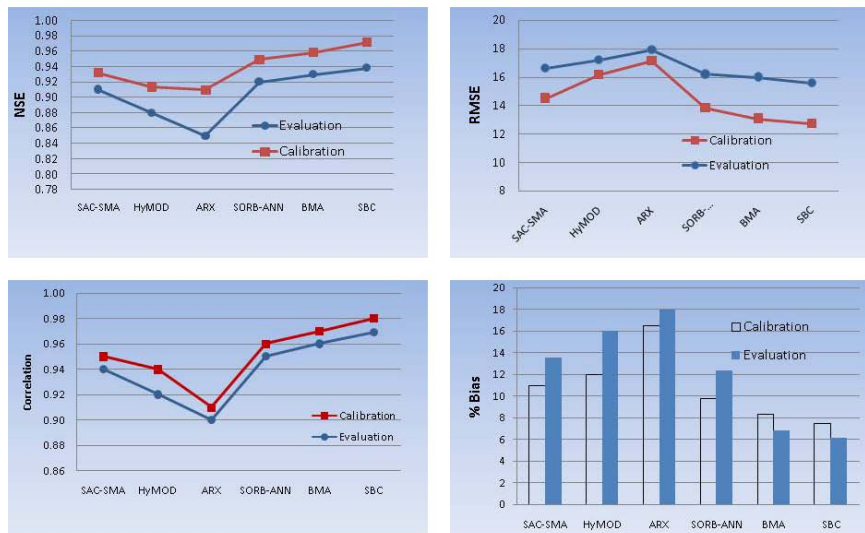 1.00
0.98
0.96
0.94
0.92
0.90
0.88
0.86
0.84
0.82
0.80
0.78
NSE
Evaluation
Calibration
SAC-SMA HyMOD ARX SORB-ANN BMA SBC
20
18
16
14
12
10
8
RMSE
Calibration
Evaluation
SAC-SMA HyMOD ARX SORB-... BMA SBC
1.00
0.98
0.96
0.94
0.92
0.90
0.88
0.86
Correlation
Calibration
Evaluation
SAC-SMA HyMOD ARX SORB-ANN BMA SBC
20
18
16
14
12
10
8
6
4
2
0
% Bias
Calibration
Evaluation
SAC-SMA HyMOD ARX SORB-ANN BMA SBC